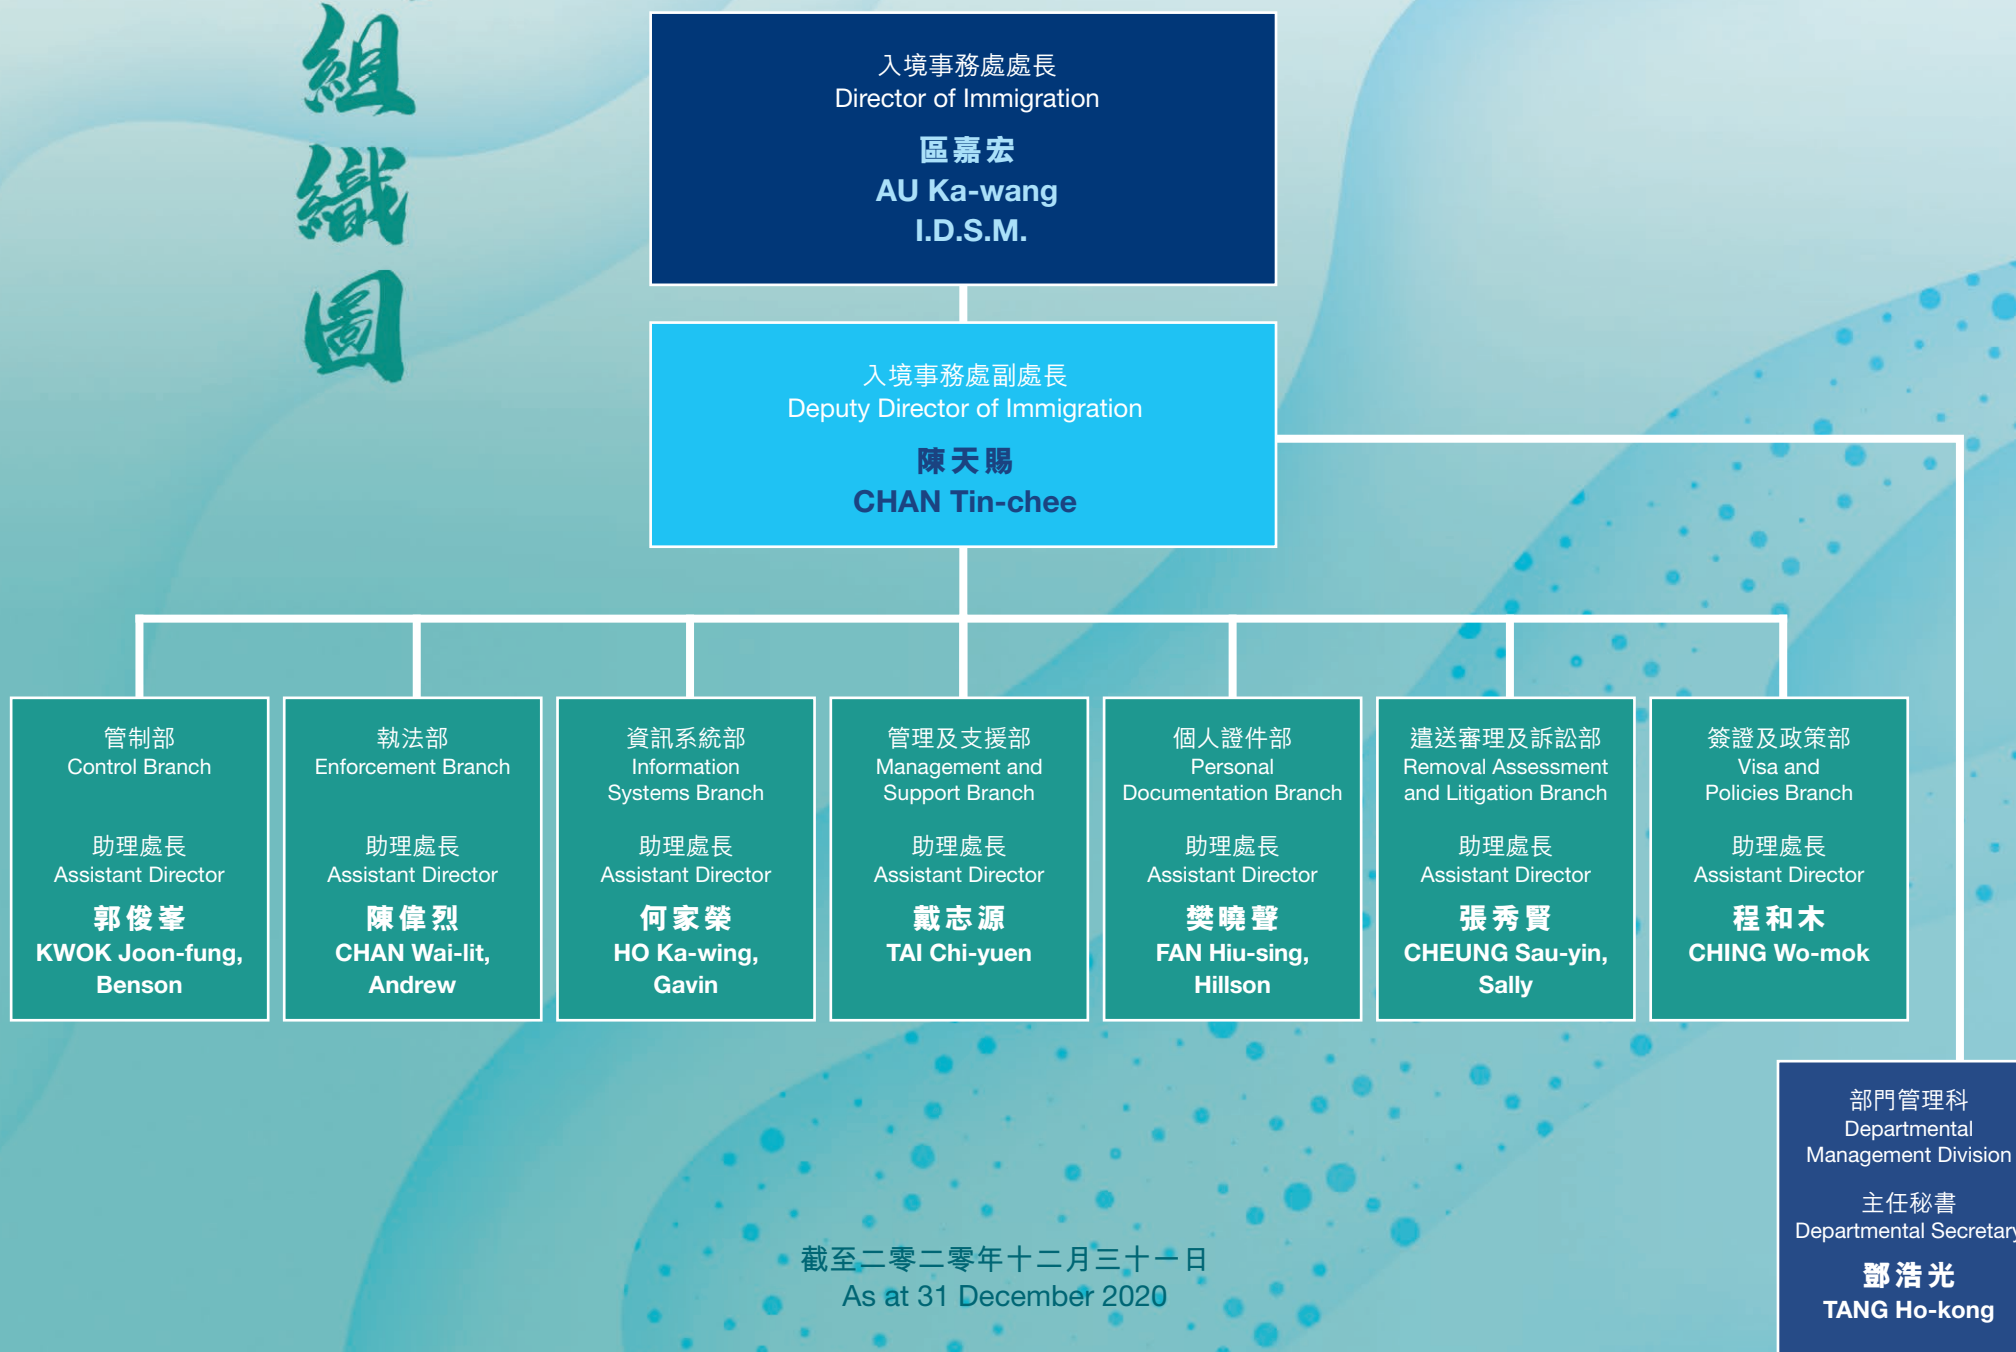 組織圖
入境事務處處長
Director of Immigration
區嘉宏
AU Ka-wang
I.D.S.M.
入境事務處副處長
Deputy Director of Immigration
陳天賜
CHAN Tin-chee
管制部
Control Branch
助理處長
Assistant Director
郭俊峯
KWOK Joon-fung,
Benson
執法部
Enforcement Branch
助理處長
Assistant Director
陳偉烈
CHAN Wai-lit,
Andrew
資訊系統部
Information
Systems Branch
助理處長
Assistant Director
何家榮
HO Ka-wing,
Gavin
管理及支援部
Management and
Support Branch
助理處長
Assistant Director
戴志源
TAI Chi-yuen
個人證件部
Personal
Documentation Branch
助理處長
Assistant Director
樊曉聲
FAN Hiu-sing,
Hillson
遣送審理及訴訟部
Removal Assessment
and Litigation Branch
助理處長
Assistant Director
張秀賢
CHEUNG Sau-yin,
Sally
簽證及政策部
Visa and
Policies Branch
助理處長
Assistant Director
程和木
CHING Wo-mok
部門管理科
Departmental
Management Division
主任秘書
Departmental Secretary
鄧浩光
TANG Ho-kong
截至二零二零年十二月三十一日
As at 31 December 2020